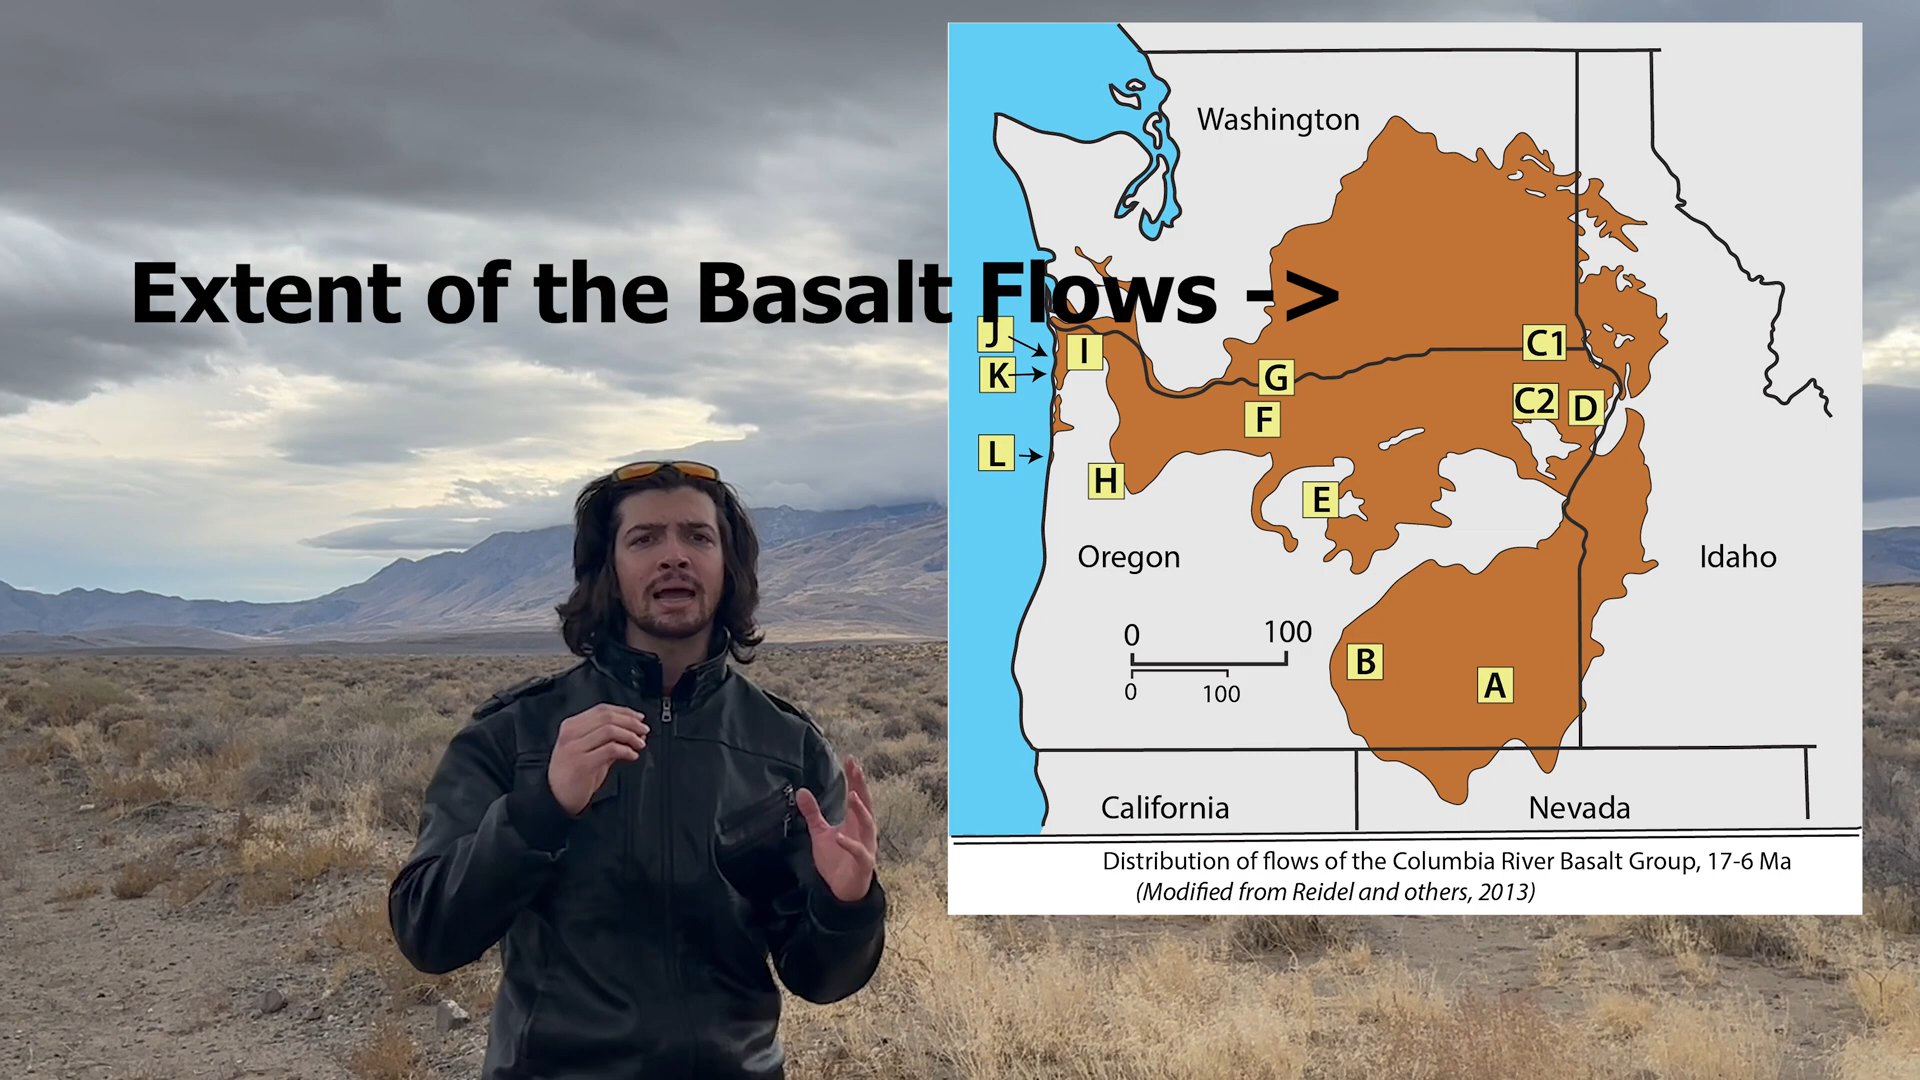 Washington
Extent of the Basalt Flows ->
J
I
C1
K
G
C2
D
F
L
H
E
Oregon
Idaho
0 100
0 100
B
A
California
Nevada
Distribution of flows of the Columbia River Basalt Group, 17-6 Ma
(Modified from Reidel and others, 2013)